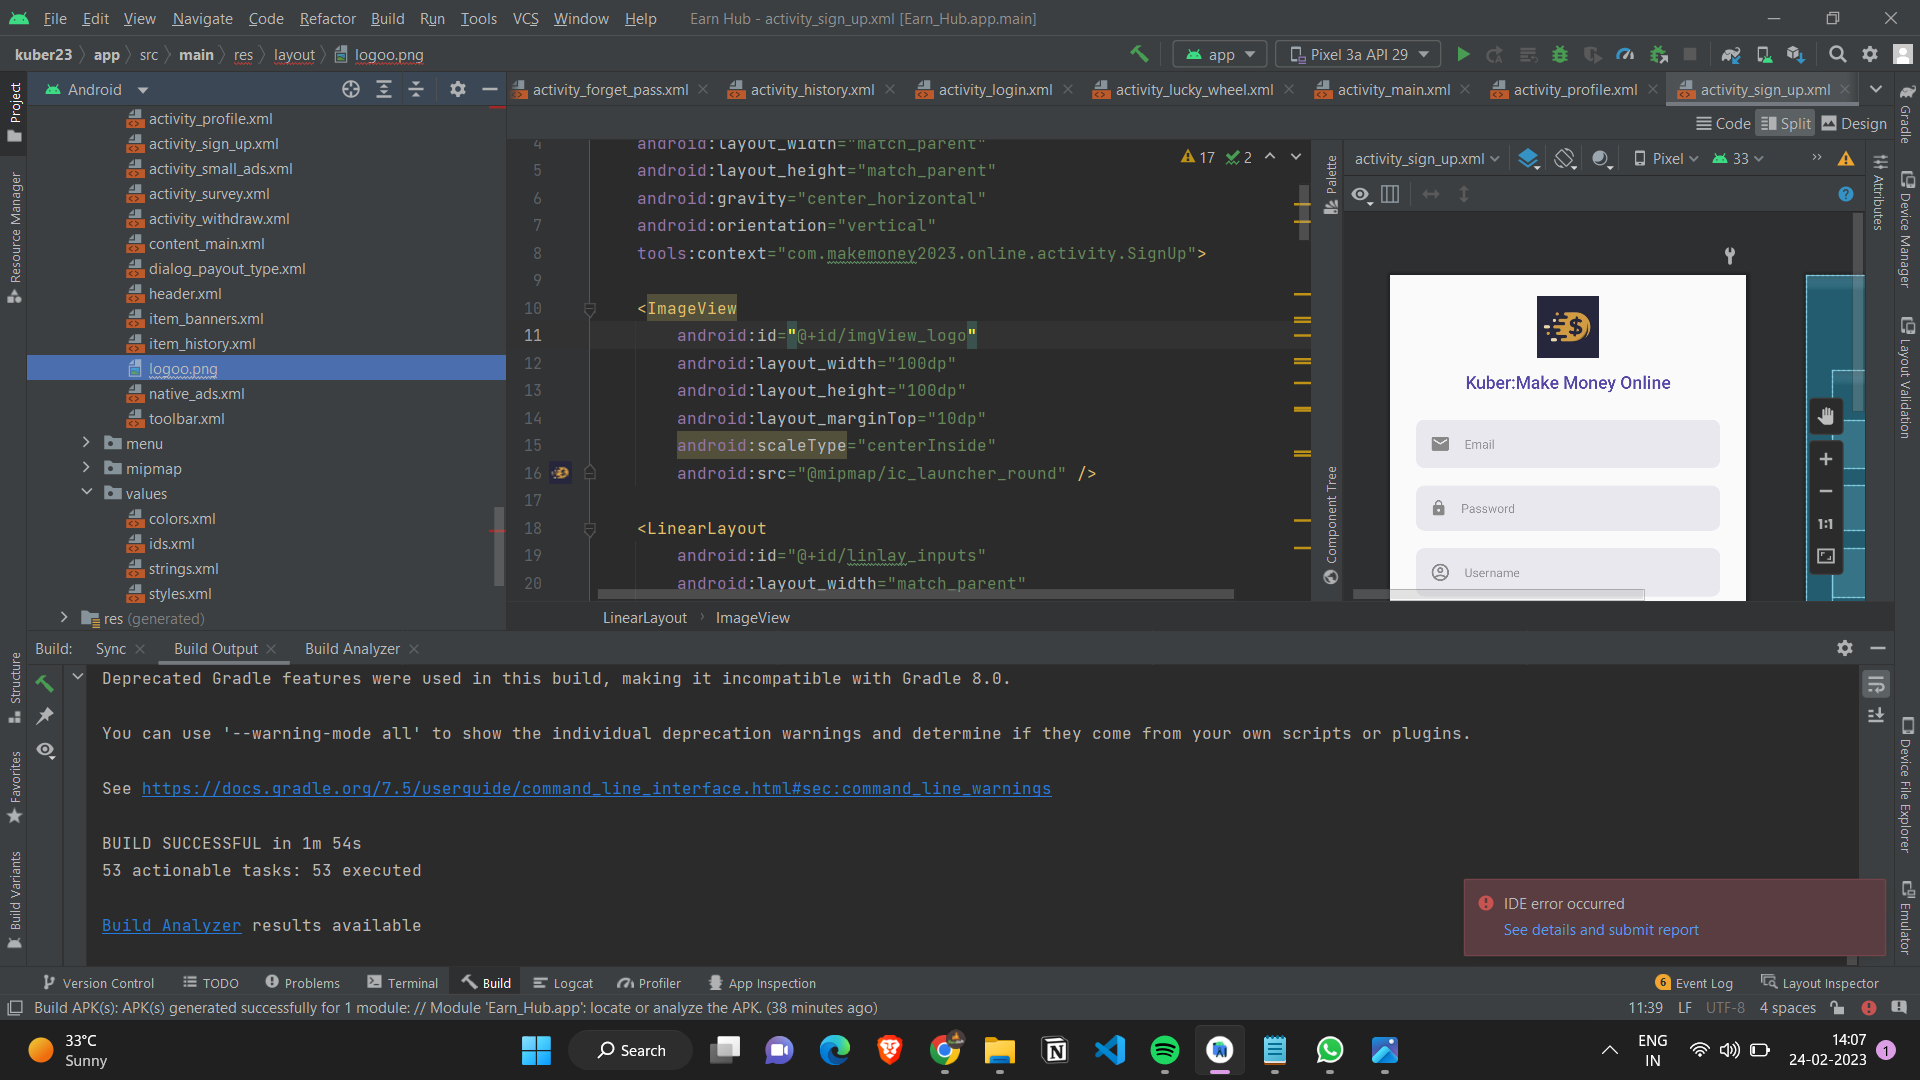 File Edit View Navigate Code Refactor Build Run Tools VCS Window Help Earn Hub - activity_sign_up.xml [Earn_Hub.app.main]
kuber23 app src main res layout logoo.png app Pixel 3a API 29
Project
Android
activity_forget_pass.xml activity_history.xml activity_login.xml activity_lucky_wheel.xml activity_main.xml activity_profile.xml activity_sign_up.xml
Gradle
Code Split Design
activity_profile.xml
activity_sign_up.xml
activity_small_ads.xml
activity_survey.xml
activity_withdraw.xml
content_main.xml
dialog_payout_type.xml
header.xml
item_banners.xml
item_history.xml
logoo.png
native_ads.xml
toolbar.xml
menu
mipmap
values
colors.xml
ids.xml
strings.xml
styles.xml
res (generated)
Resource Manager
4 android:layout_width="match_parent"
5 android:layout_height="match_parent"
6 android:gravity="center_horizontal"
7 android:orientation="vertical"
8 tools:context="com.makemoney2023.online.activity.SignUp">
9
10 <ImageView
11 android:id="@+id/imgView_logo"
12 android:layout_width="100dp"
13 android:layout_height="100dp"
14 android:layout_marginTop="10dp"
15 android:scaleType="centerInside"
16 android:src="@mipmap/ic_launcher_round" />
17
18 <LinearLayout
19 android:id="@+id/linlay_inputs"
20 android:layout_width="match_parent"
17 2
LinearLayout ImageView
Palette
Component Tree
activity_sign_up.xml Pixel 33
Kuber:Make Money Online
Email
Password
Username
1:1
Attributes
Device Manager
Layout Validation
Device File Explorer
Emulator
Structure
Favorites
Build Variants
Build: Sync Build Output Build Analyzer
Deprecated Gradle features were used in this build, making it incompatible with Gradle 8.0.
You can use '--warning-mode all' to show the individual deprecation warnings and determine if they come from your own scripts or plugins.
See https://docs.gradle.org/7.5/userguide/command_line_interface.html#sec:command_line_warnings
BUILD SUCCESSFUL in 1m 54s
53 actionable tasks: 53 executed
Build Analyzer results available
IDE error occurred
See details and submit report
Version Control TODO Problems Terminal Build Logcat Profiler App Inspection 6 Event Log Layout Inspector
Build APK(s): APK(s) generated successfully for 1 module: // Module 'Earn_Hub.app': locate or analyze the APK. (38 minutes ago) 11:39 LF UTF-8 4 spaces
33°C
Sunny
Search
ENG
IN
14:07
24-02-2023
1